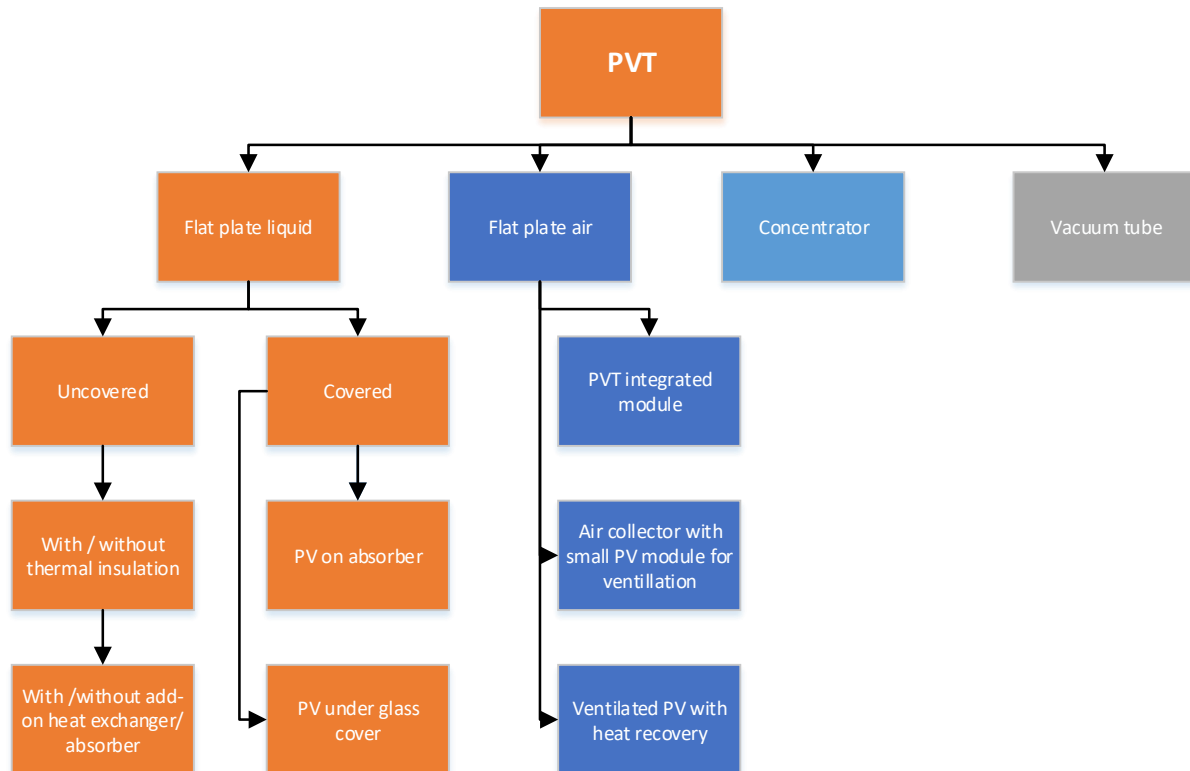 PVT
Flat plate liquid
Flat plate air
Concentrator
Vacuum tube
Uncovered
Covered
PVT integrated
module
With / without
thermal insulation
PV on absorber
Air collector with
small PV module for
ventillation
With /without add-
on heat exchanger/
absorber
PV under glass
cover
Ventilated PV with
heat recovery